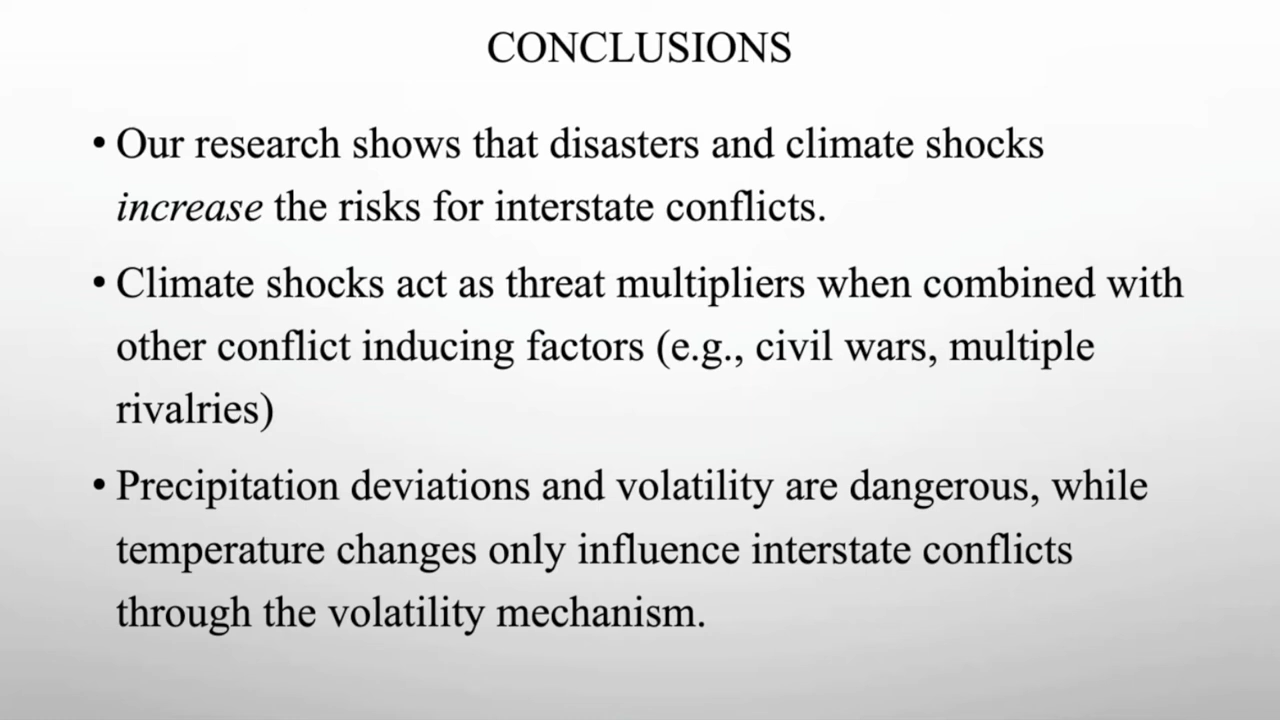 CONCLUSIONS
• Our research shows that disasters and climate shocks
increase the risks for interstate conflicts.
• Climate shocks act as threat multipliers when combined with
other conflict inducing factors (e.g., civil wars, multiple
rivalries)
• Precipitation deviations and volatility are dangerous, while
temperature changes only influence interstate conflicts
through the volatility mechanism.